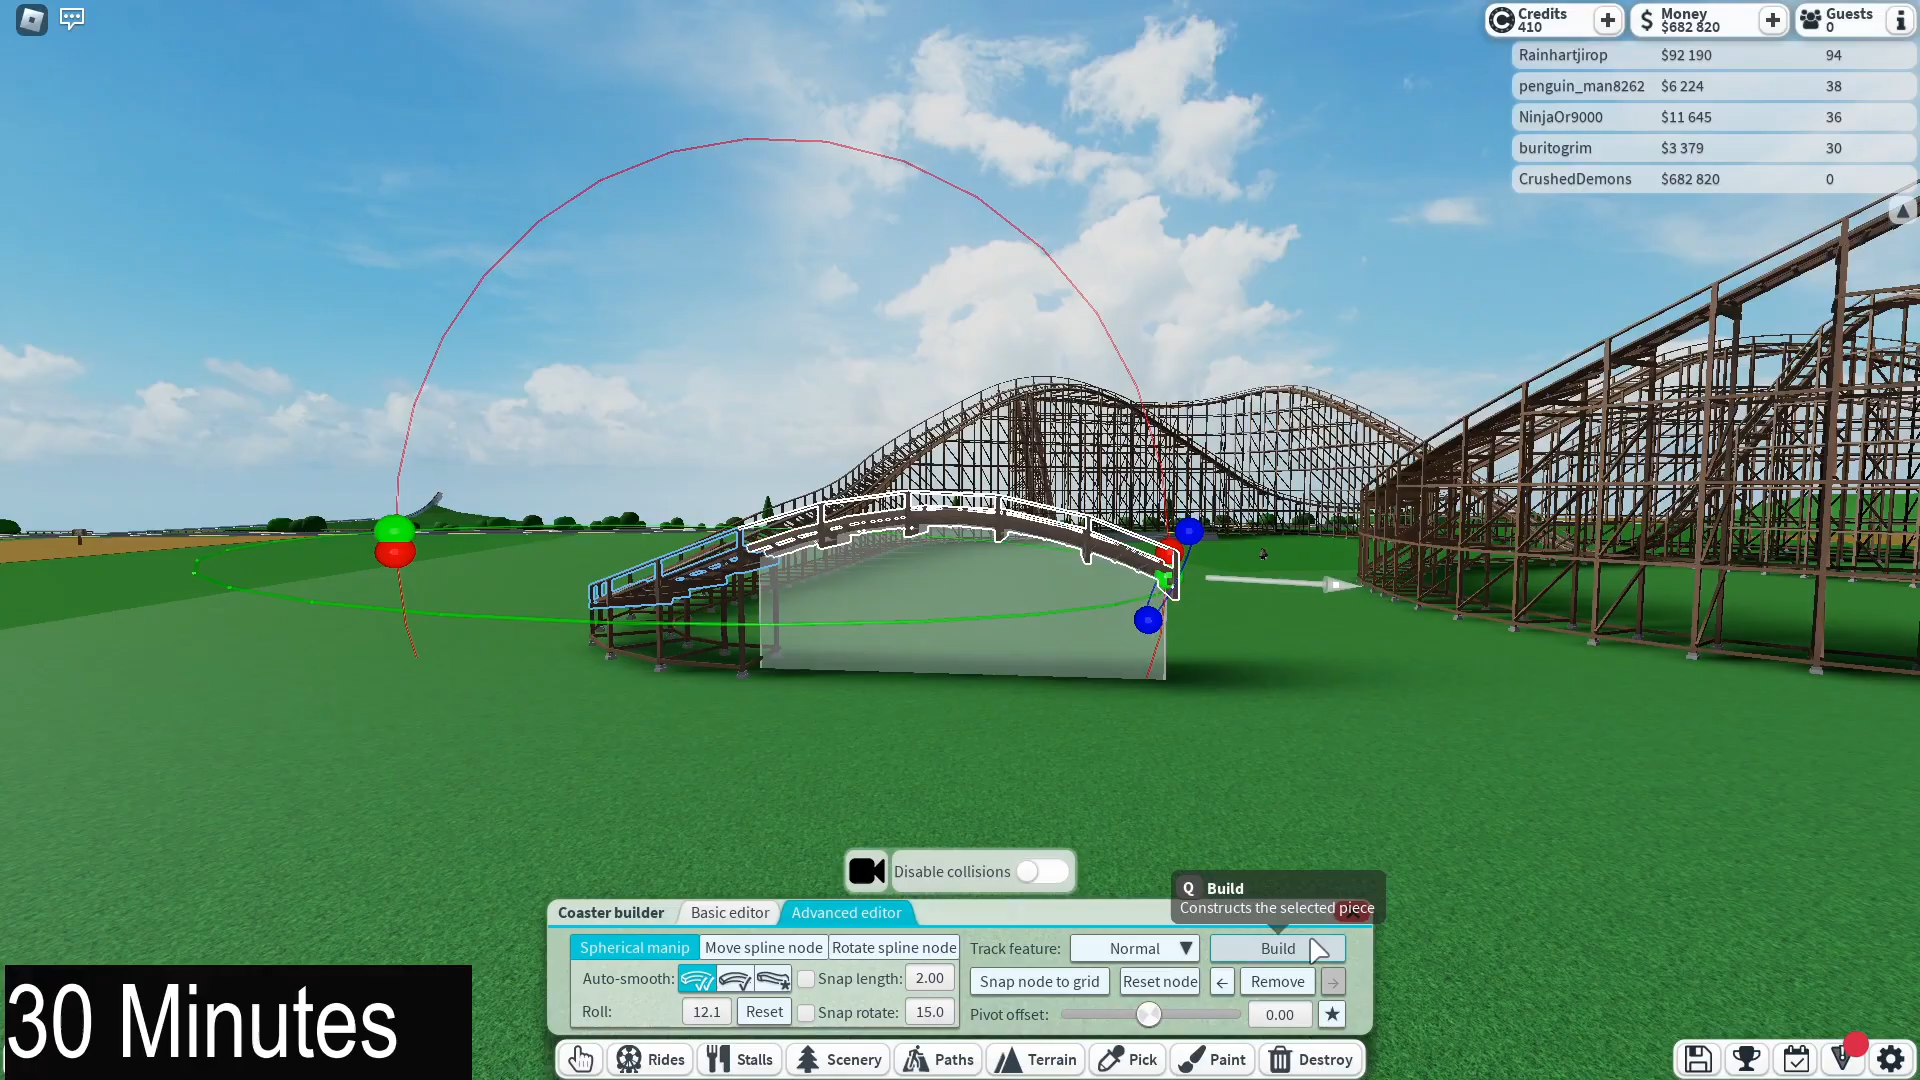 Credits
410
Money
$682 820
Guests
0
Rainhartjirop $92 190 94
penguin_man8262 $6 224 38
NinjaOr9000 $11 645 36
buritogrim $3 379 30
CrushedDemons $682 820 0
Disable collisions
Q Build
Constructs the selected piece
Coaster builder Basic editor Advanced editor
Spherical manip Move spline node Rotate spline node Track feature: Normal Build
Auto-smooth: Snap length: 2.00 Snap node to grid Reset node Remove
Roll: 12.1 Reset Snap rotate: 15.0 Pivot offset: 0.00
30 Minutes
Rides Stalls Scenery Paths Terrain Pick Paint Destroy